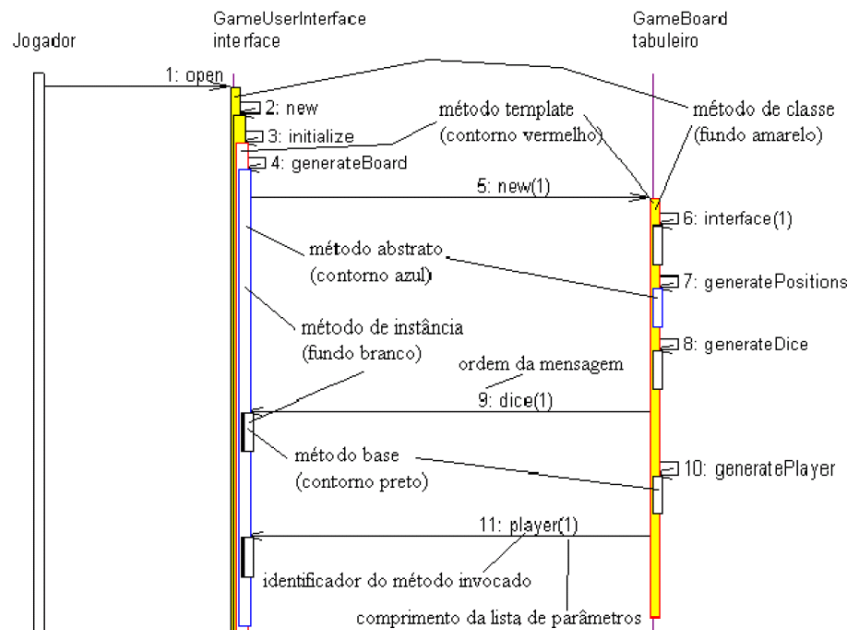 GameUserInterface
interface
GameBoard
tabuleiro
Jogador
1: open
2: new
3: initialize
4: generateBoard
método template
(contorno vermelho)
método de classe
(fundo amarelo)
5: new(1)
6: interface(1)
método abstrato
(contorno azul)
7: generatePositions
método de instância
(fundo branco)
8: generateDice
ordem da mensagem
9: dice(1)
método base
(contorno preto)
10: generatePlayer
11: player(1)
identificador do método invocado
comprimento da lista de parâmetros